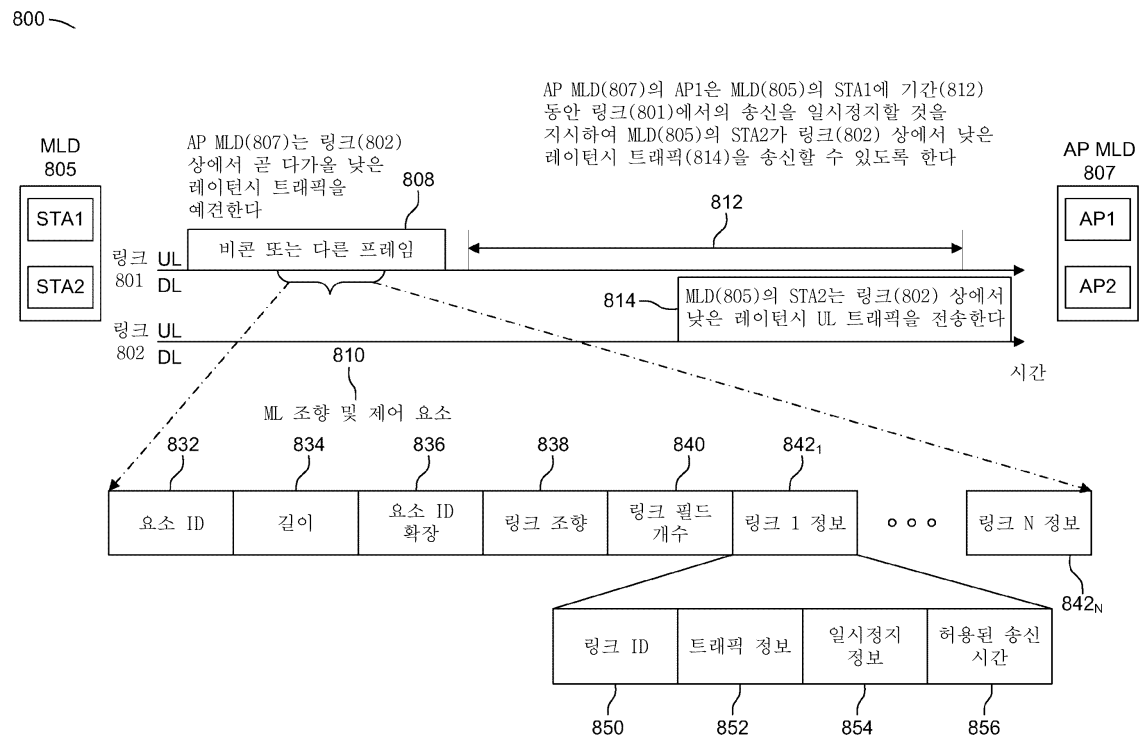 800
AP MLD(807)의 AP1은 MLD(805)의 STA1에 기간(812)
동안 링크(801)에서의 송신을 일시정지할 것을
지시하여 MLD(805)의 STA2가 링크(802) 상에서 낮은
레이턴시 트래픽(814)을 송신할 수 있도록 한다
MLD
805
STA1
STA2
AP MLD(807)는 링크(802)
상에서 곧 다가올 낮은
레이턴시 트래픽을
예견한다
808
812
AP MLD
807
AP1
AP2
링크 UL
801 DL
비콘 또는 다른 프레임
814
MLD(805)의 STA2는 링크(802) 상에서
낮은 레이턴시 UL 트래픽을 전송한다
링크 UL
802 DL
시간
810
ML 조향 및 제어 요소
832
834
836
838
840
842₁
요소 ID
길이
요소 ID
확장
링크 조향
링크 필드
개수
링크 1 정보
링크 N 정보
842N
링크 ID
트래픽 정보
일시정지
정보
허용된 송신
시간
850
852
854
856